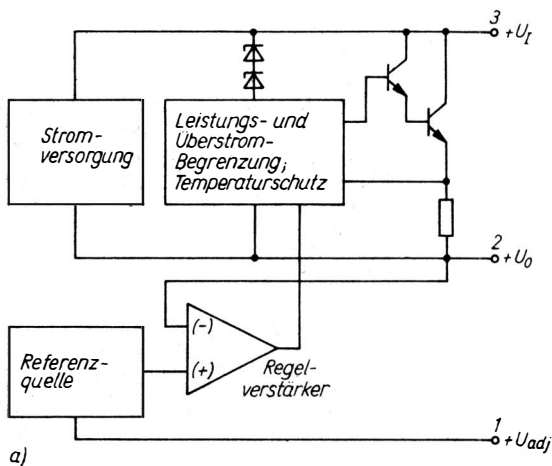 3
+U_I
Strom-
versorgung
Leistungs- und
Überstrom-
Begrenzung;
Temperaturschutz
2
+U_0
(-)
(+)
Regel-
verstärker
Referenz-
quelle
1
+U_adj
a)